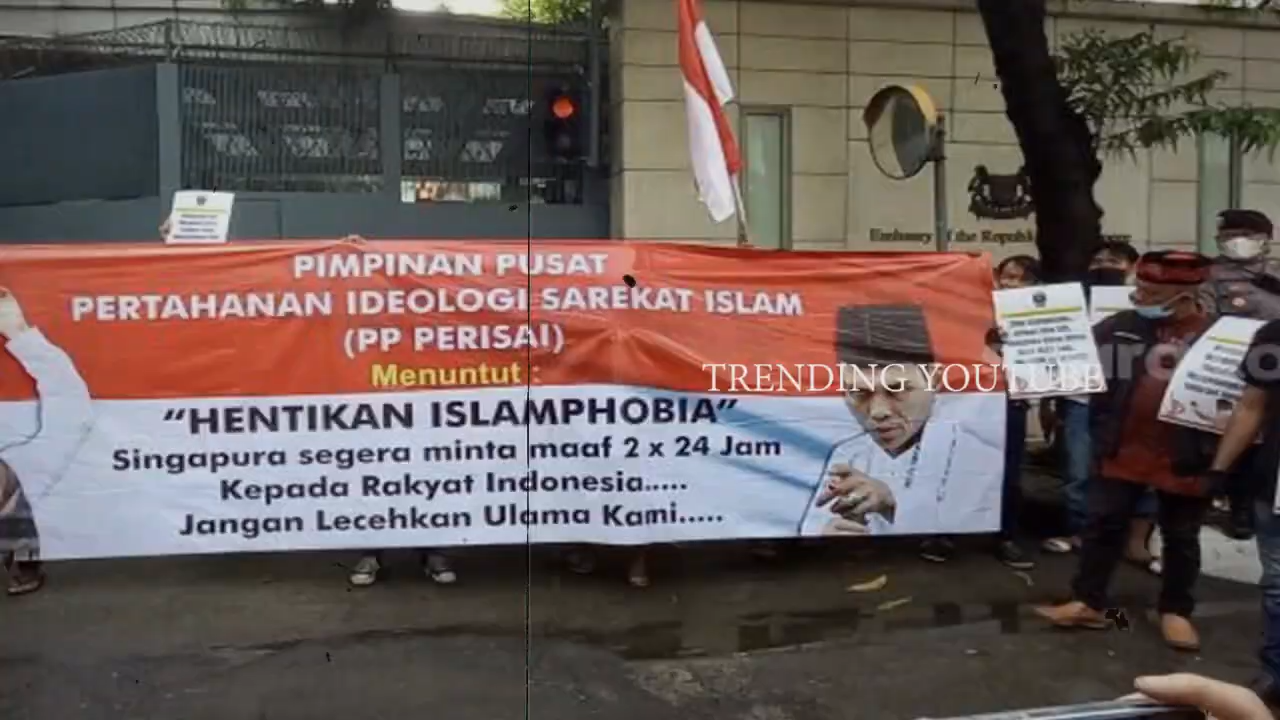 Embassy of the Republic
PIMPINAN PUSAT
PERTAHANAN IDEOLOGI SAREKAT ISLAM
(PP PERISAI)
Menuntut :
TRENDING YOUTUBE
"HENTIKAN ISLAMPHOBIA"
Singapura segera minta maaf 2 x 24 Jam
Kepada Rakyat Indonesia.....
Jangan Lecehkan Ulama Kami.....